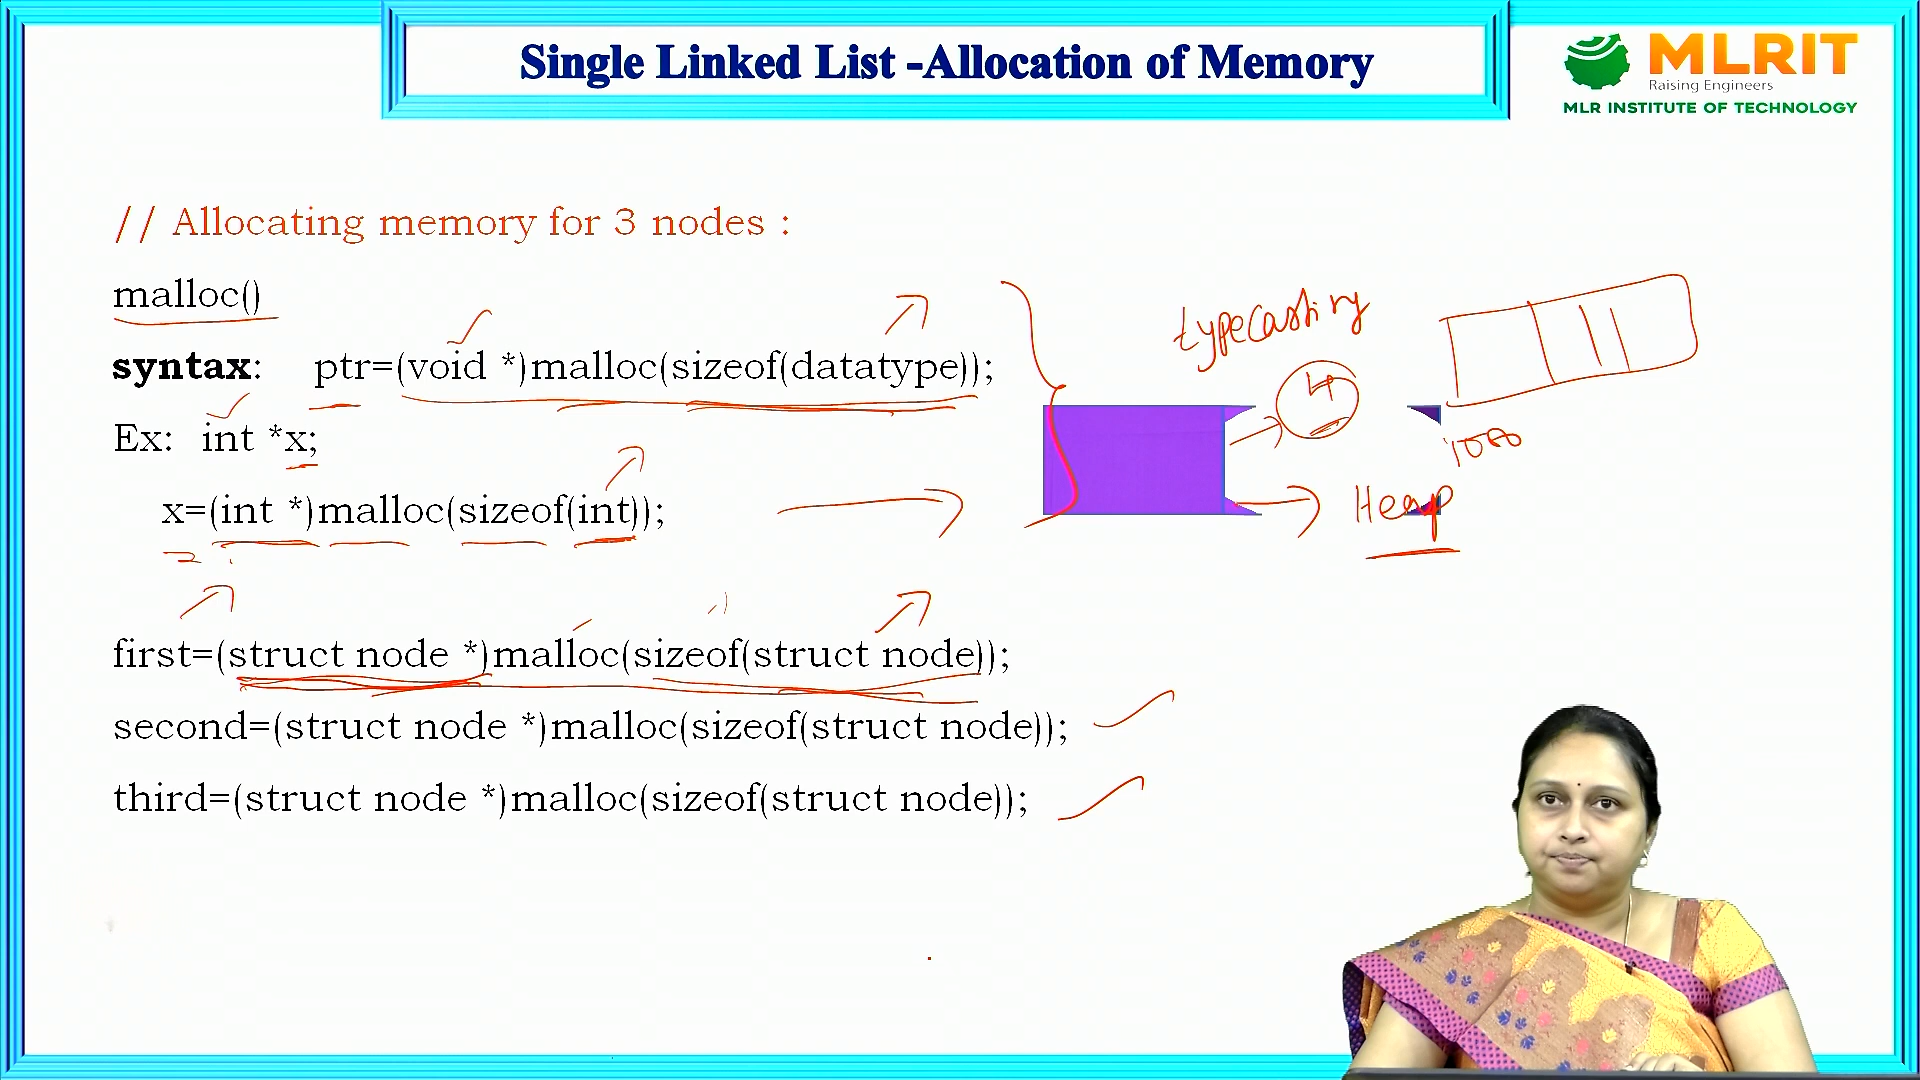 Single Linked List -Allocation of Memory
MLRIT
Raising Engineers
MLR INSTITUTE OF TECHNOLOGY
// Allocating memory for 3 nodes :
malloc()
syntax: ptr=(void *)malloc(sizeof(datatype));
Ex: int *x;
x=(int *)malloc(sizeof(int));
first=(struct node *)malloc(sizeof(struct node));
second=(struct node *)malloc(sizeof(struct node));
third=(struct node *)malloc(sizeof(struct node));
typecasting
4
1000
Heap